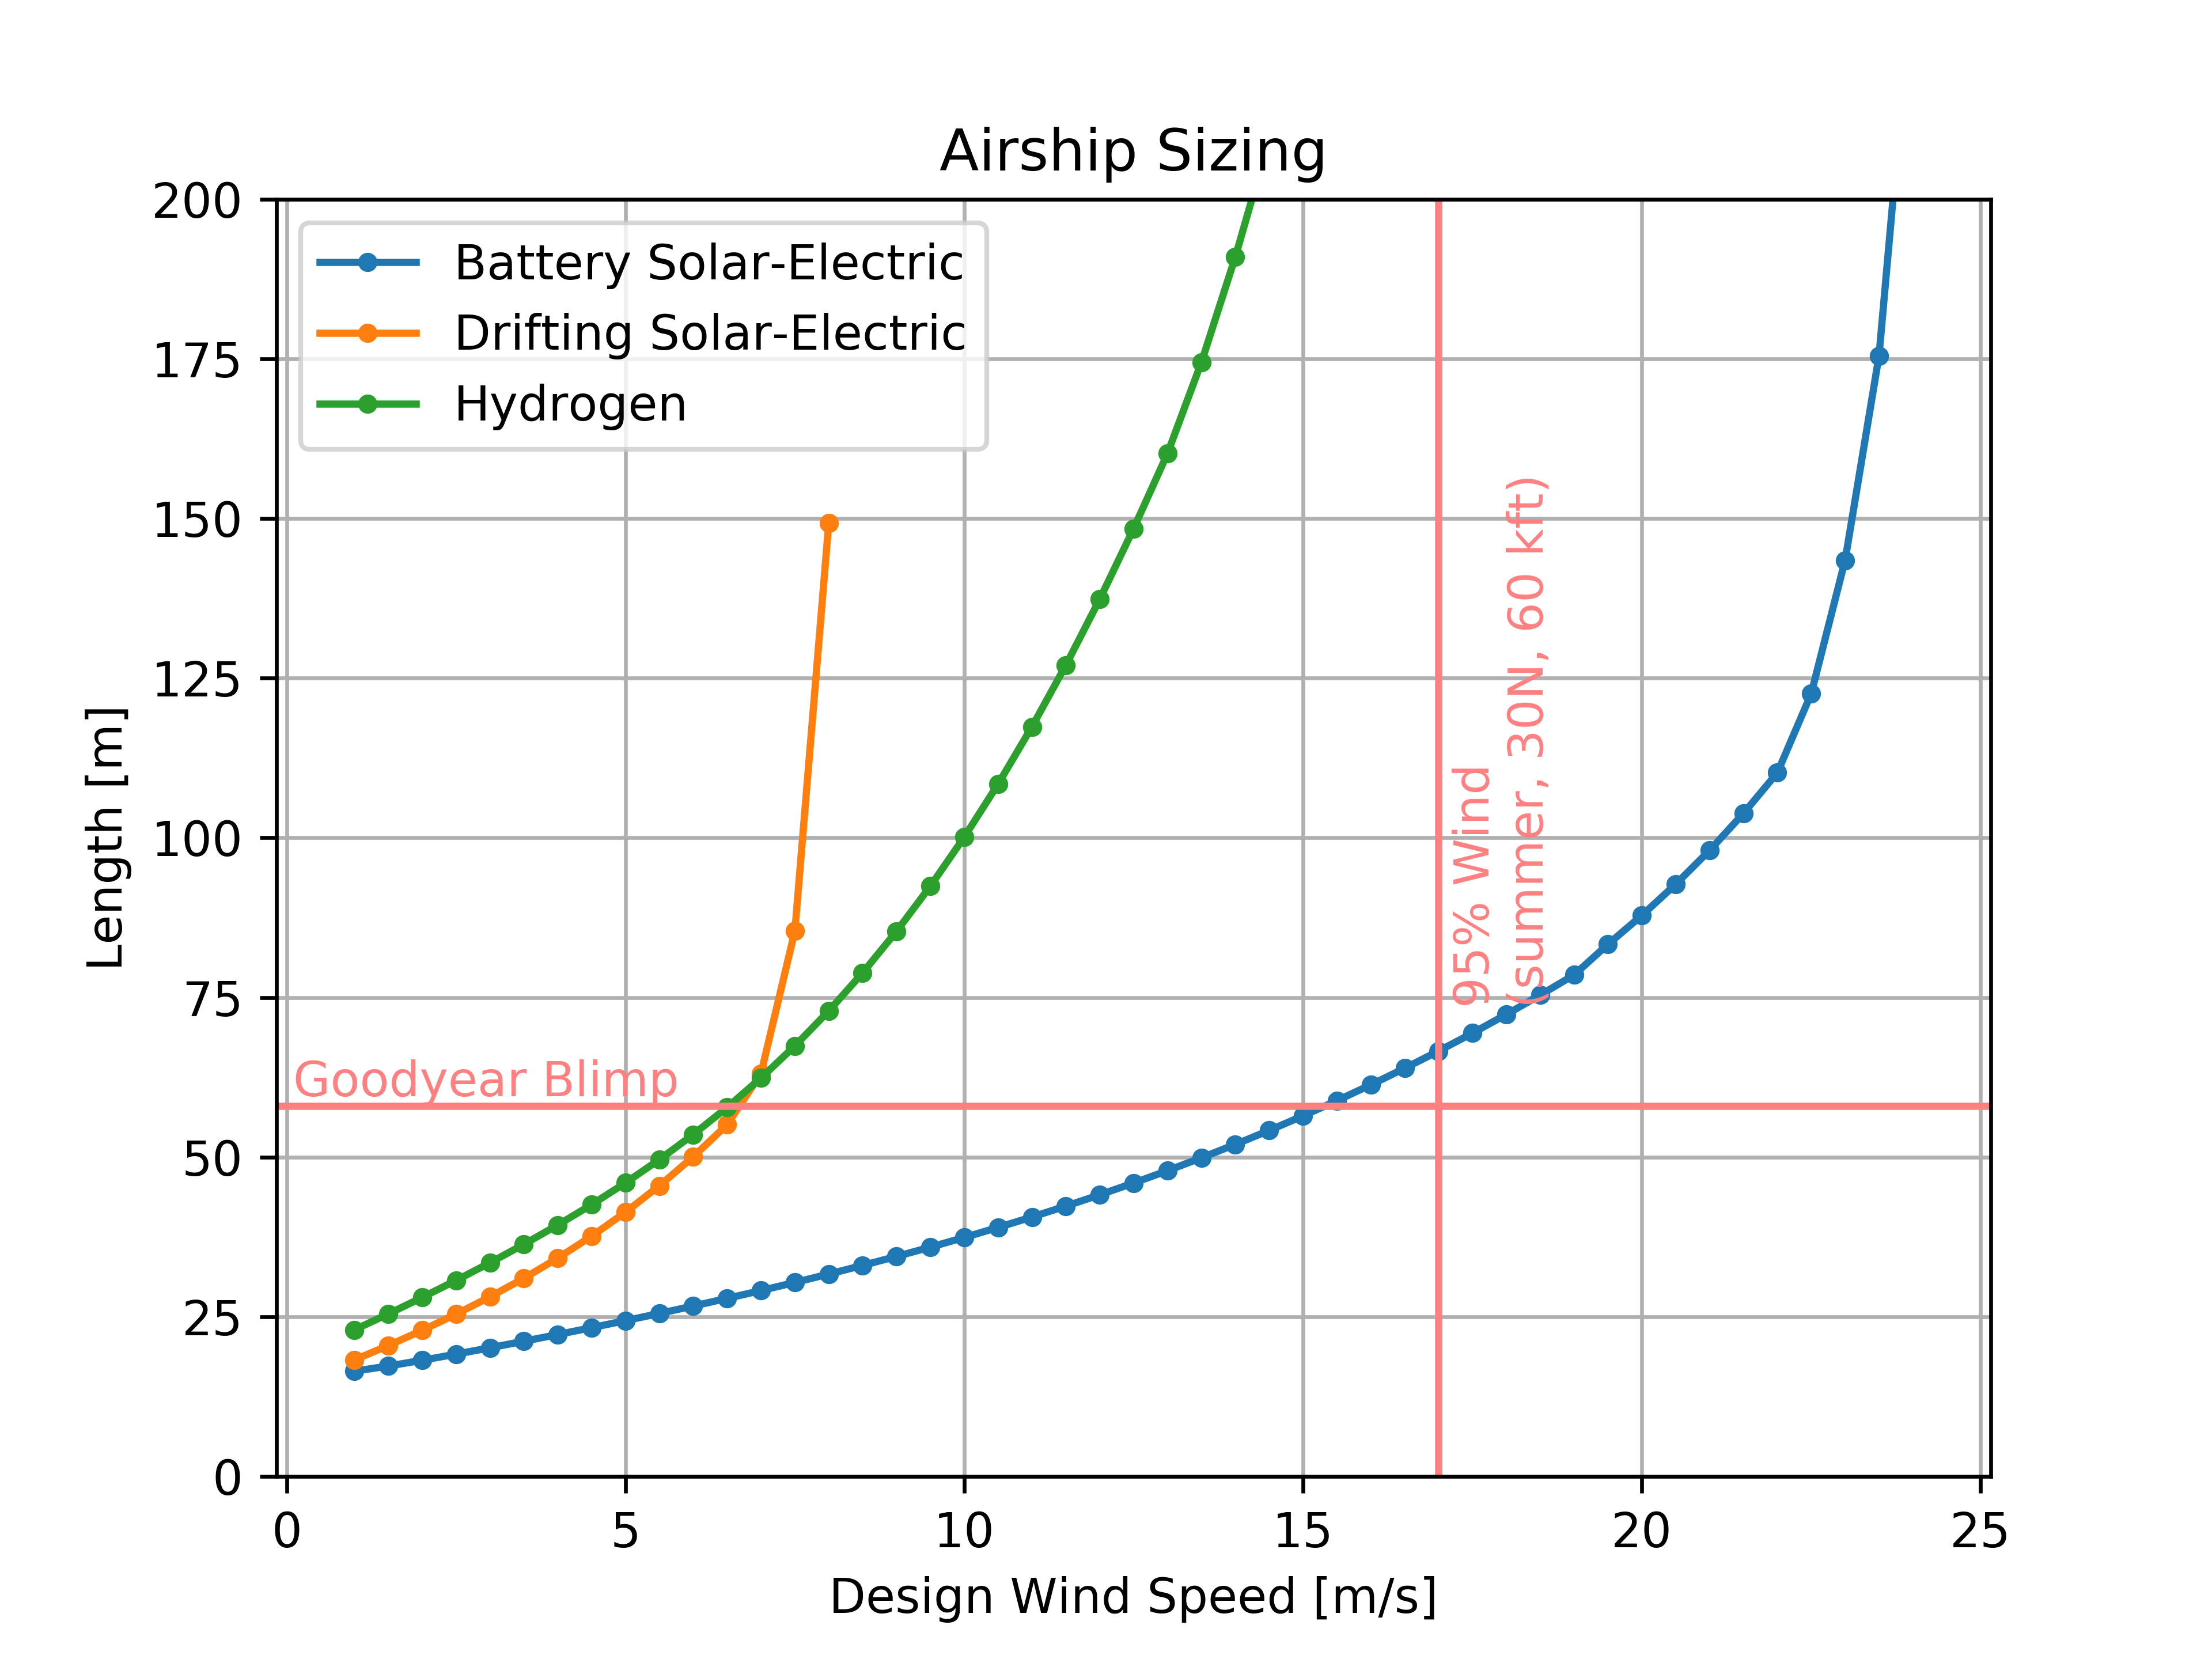 Airship Sizing
200
175
150
125
100
75
50
25
0
Length [m]
Battery Solar-Electric
Drifting Solar-Electric
Hydrogen
Goodyear Blimp
95% Wind
(summer, 30N, 60 kft)
0 5 10 15 20 25
Design Wind Speed [m/s]